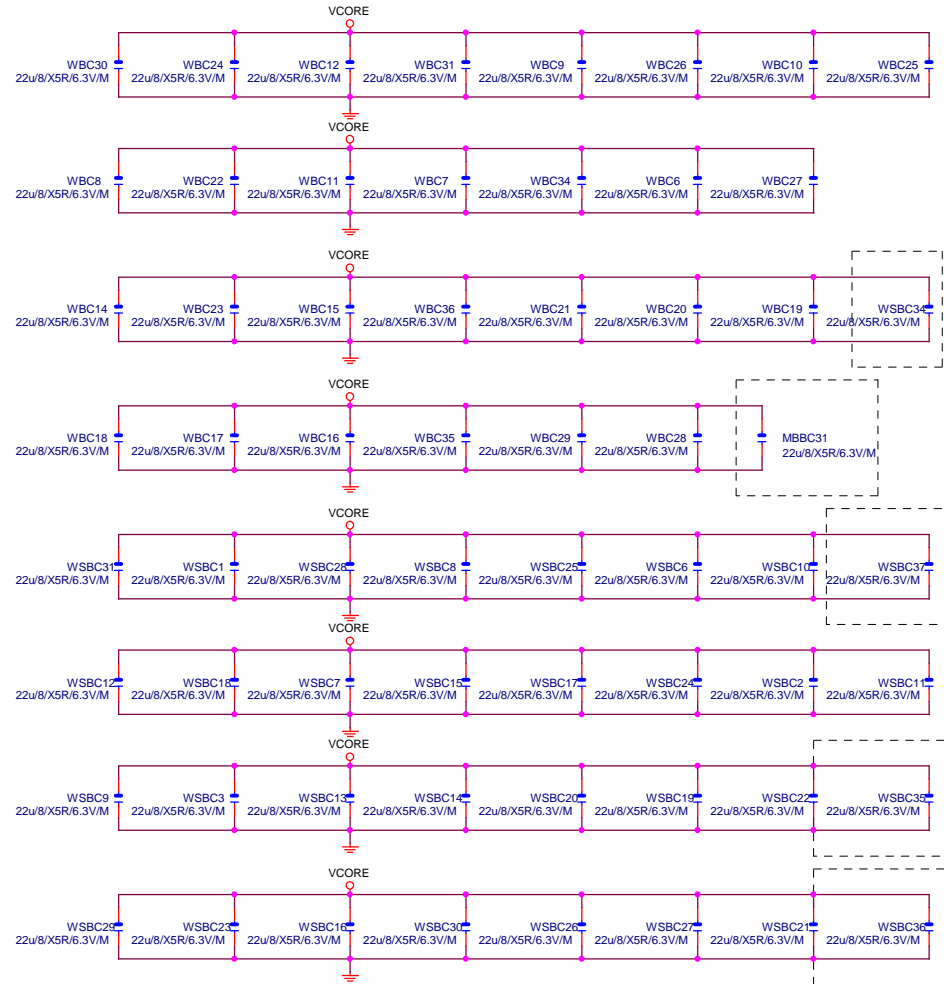 VCORE
WBC30 WBC24 WBC12 WBC31 WBC9 WBC26 WBC10 WBC25
22u/8/X5R/6.3V/M 22u/8/X5R/6.3V/M 22u/8/X5R/6.3V/M 22u/8/X5R/6.3V/M 22u/8/X5R/6.3V/M 22u/8/X5R/6.3V/M 22u/8/X5R/6.3V/M 22u/8/X5R/6.3V/M
VCORE
WBC8 WBC22 WBC11 WBC7 WBC34 WBC6 WBC27
22u/8/X5R/6.3V/M 22u/8/X5R/6.3V/M 22u/8/X5R/6.3V/M 22u/8/X5R/6.3V/M 22u/8/X5R/6.3V/M 22u/8/X5R/6.3V/M 22u/8/X5R/6.3V/M
VCORE
WBC14 WBC23 WBC15 WBC36 WBC21 WBC20 WBC19 WSBC34
22u/8/X5R/6.3V/M 22u/8/X5R/6.3V/M 22u/8/X5R/6.3V/M 22u/8/X5R/6.3V/M 22u/8/X5R/6.3V/M 22u/8/X5R/6.3V/M 22u/8/X5R/6.3V/M 22u/8/X5R/6.3V/M
VCORE
WBC18 WBC17 WBC16 WBC35 WBC29 WBC28 MBBC31
22u/8/X5R/6.3V/M 22u/8/X5R/6.3V/M 22u/8/X5R/6.3V/M 22u/8/X5R/6.3V/M 22u/8/X5R/6.3V/M 22u/8/X5R/6.3V/M 22u/8/X5R/6.3V/M
VCORE
WSBC31 WSBC1 WSBC28 WSBC8 WSBC25 WSBC6 WSBC10 WSBC37
22u/8/X5R/6.3V/M 22u/8/X5R/6.3V/M 22u/8/X5R/6.3V/M 22u/8/X5R/6.3V/M 22u/8/X5R/6.3V/M 22u/8/X5R/6.3V/M 22u/8/X5R/6.3V/M 22u/8/X5R/6.3V/M
VCORE
WSBC12 WSBC18 WSBC7 WSBC15 WSBC17 WSBC24 WSBC2 WSBC11
22u/8/X5R/6.3V/M 22u/8/X5R/6.3V/M 22u/8/X5R/6.3V/M 22u/8/X5R/6.3V/M 22u/8/X5R/6.3V/M 22u/8/X5R/6.3V/M 22u/8/X5R/6.3V/M 22u/8/X5R/6.3V/M
VCORE
WSBC9 WSBC3 WSBC13 WSBC14 WSBC20 WSBC19 WSBC22 WSBC35
22u/8/X5R/6.3V/M 22u/8/X5R/6.3V/M 22u/8/X5R/6.3V/M 22u/8/X5R/6.3V/M 22u/8/X5R/6.3V/M 22u/8/X5R/6.3V/M 22u/8/X5R/6.3V/M 22u/8/X5R/6.3V/M
VCORE
WSBC29 WSBC23 WSBC16 WSBC30 WSBC26 WSBC27 WSBC21 WSBC36
22u/8/X5R/6.3V/M 22u/8/X5R/6.3V/M 22u/8/X5R/6.3V/M 22u/8/X5R/6.3V/M 22u/8/X5R/6.3V/M 22u/8/X5R/6.3V/M 22u/8/X5R/6.3V/M 22u/8/X5R/6.3V/M